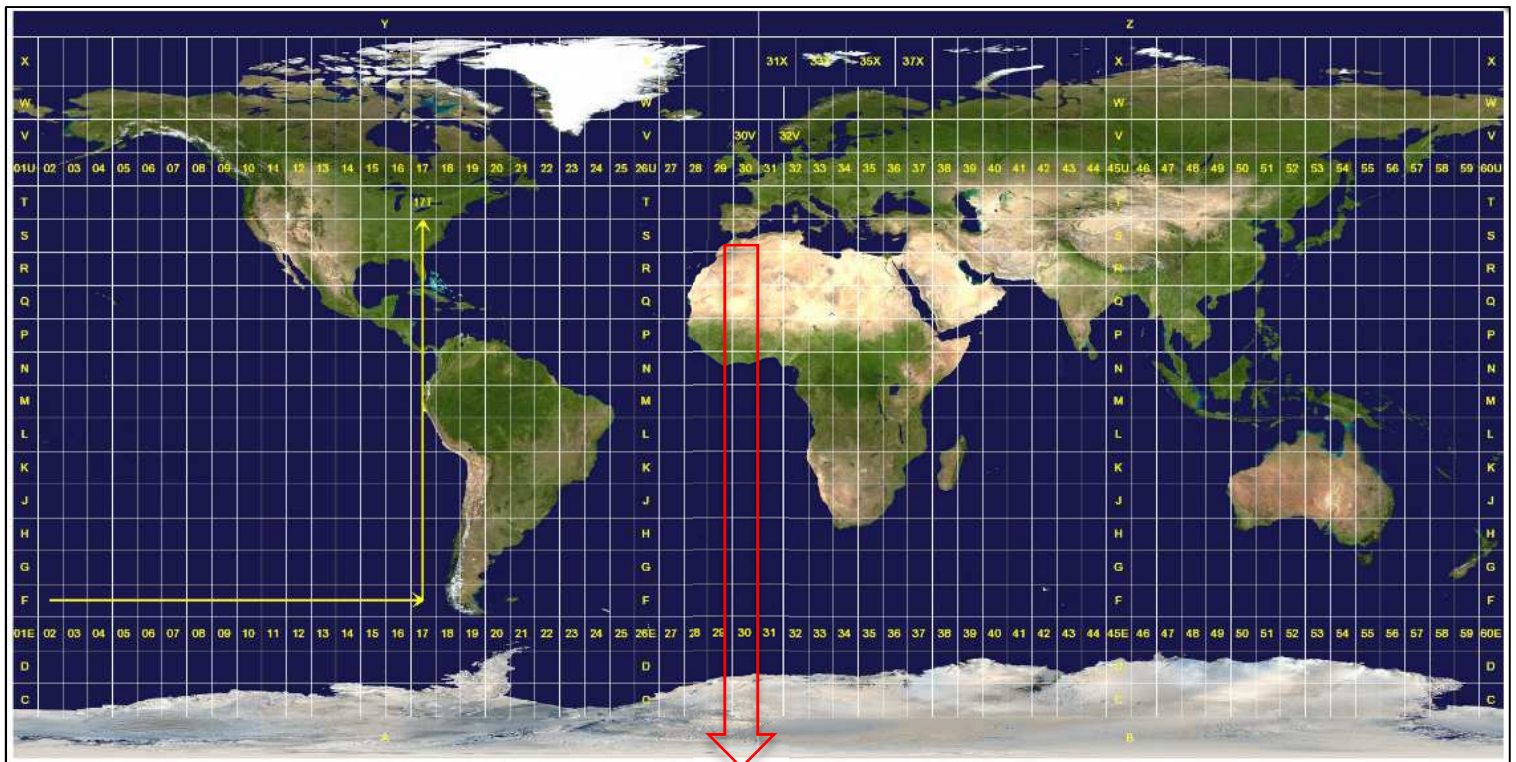 Y Z
X X 31X 33X 35X 37X X X
W W W W
V V 30V 32V V V
01U 02 03 04 05 06 07 08 09 10 11 12 13 14 15 16 17 18 19 20 21 22 23 24 25 26U 27 28 29 30 31 32 33 34 35 36 37 38 39 40 41 42 43 44 45U 46 47 48 49 50 51 52 53 54 55 56 57 58 59 60U
T 17T T T T
S S S S
R R R R
Q Q Q Q
P P P P
N N N N
M M M M
L L L L
K K K K
J J J J
H H H H
G G G G
F F F F
01E 02 03 04 05 06 07 08 09 10 11 12 13 14 15 16 17 18 19 20 21 22 23 24 25 26E 27 28 29 30 31 32 33 34 35 36 37 38 39 40 41 42 43 44 45E 46 47 48 49 50 51 52 53 54 55 56 57 58 59 60E
D D D
C C C C
A B